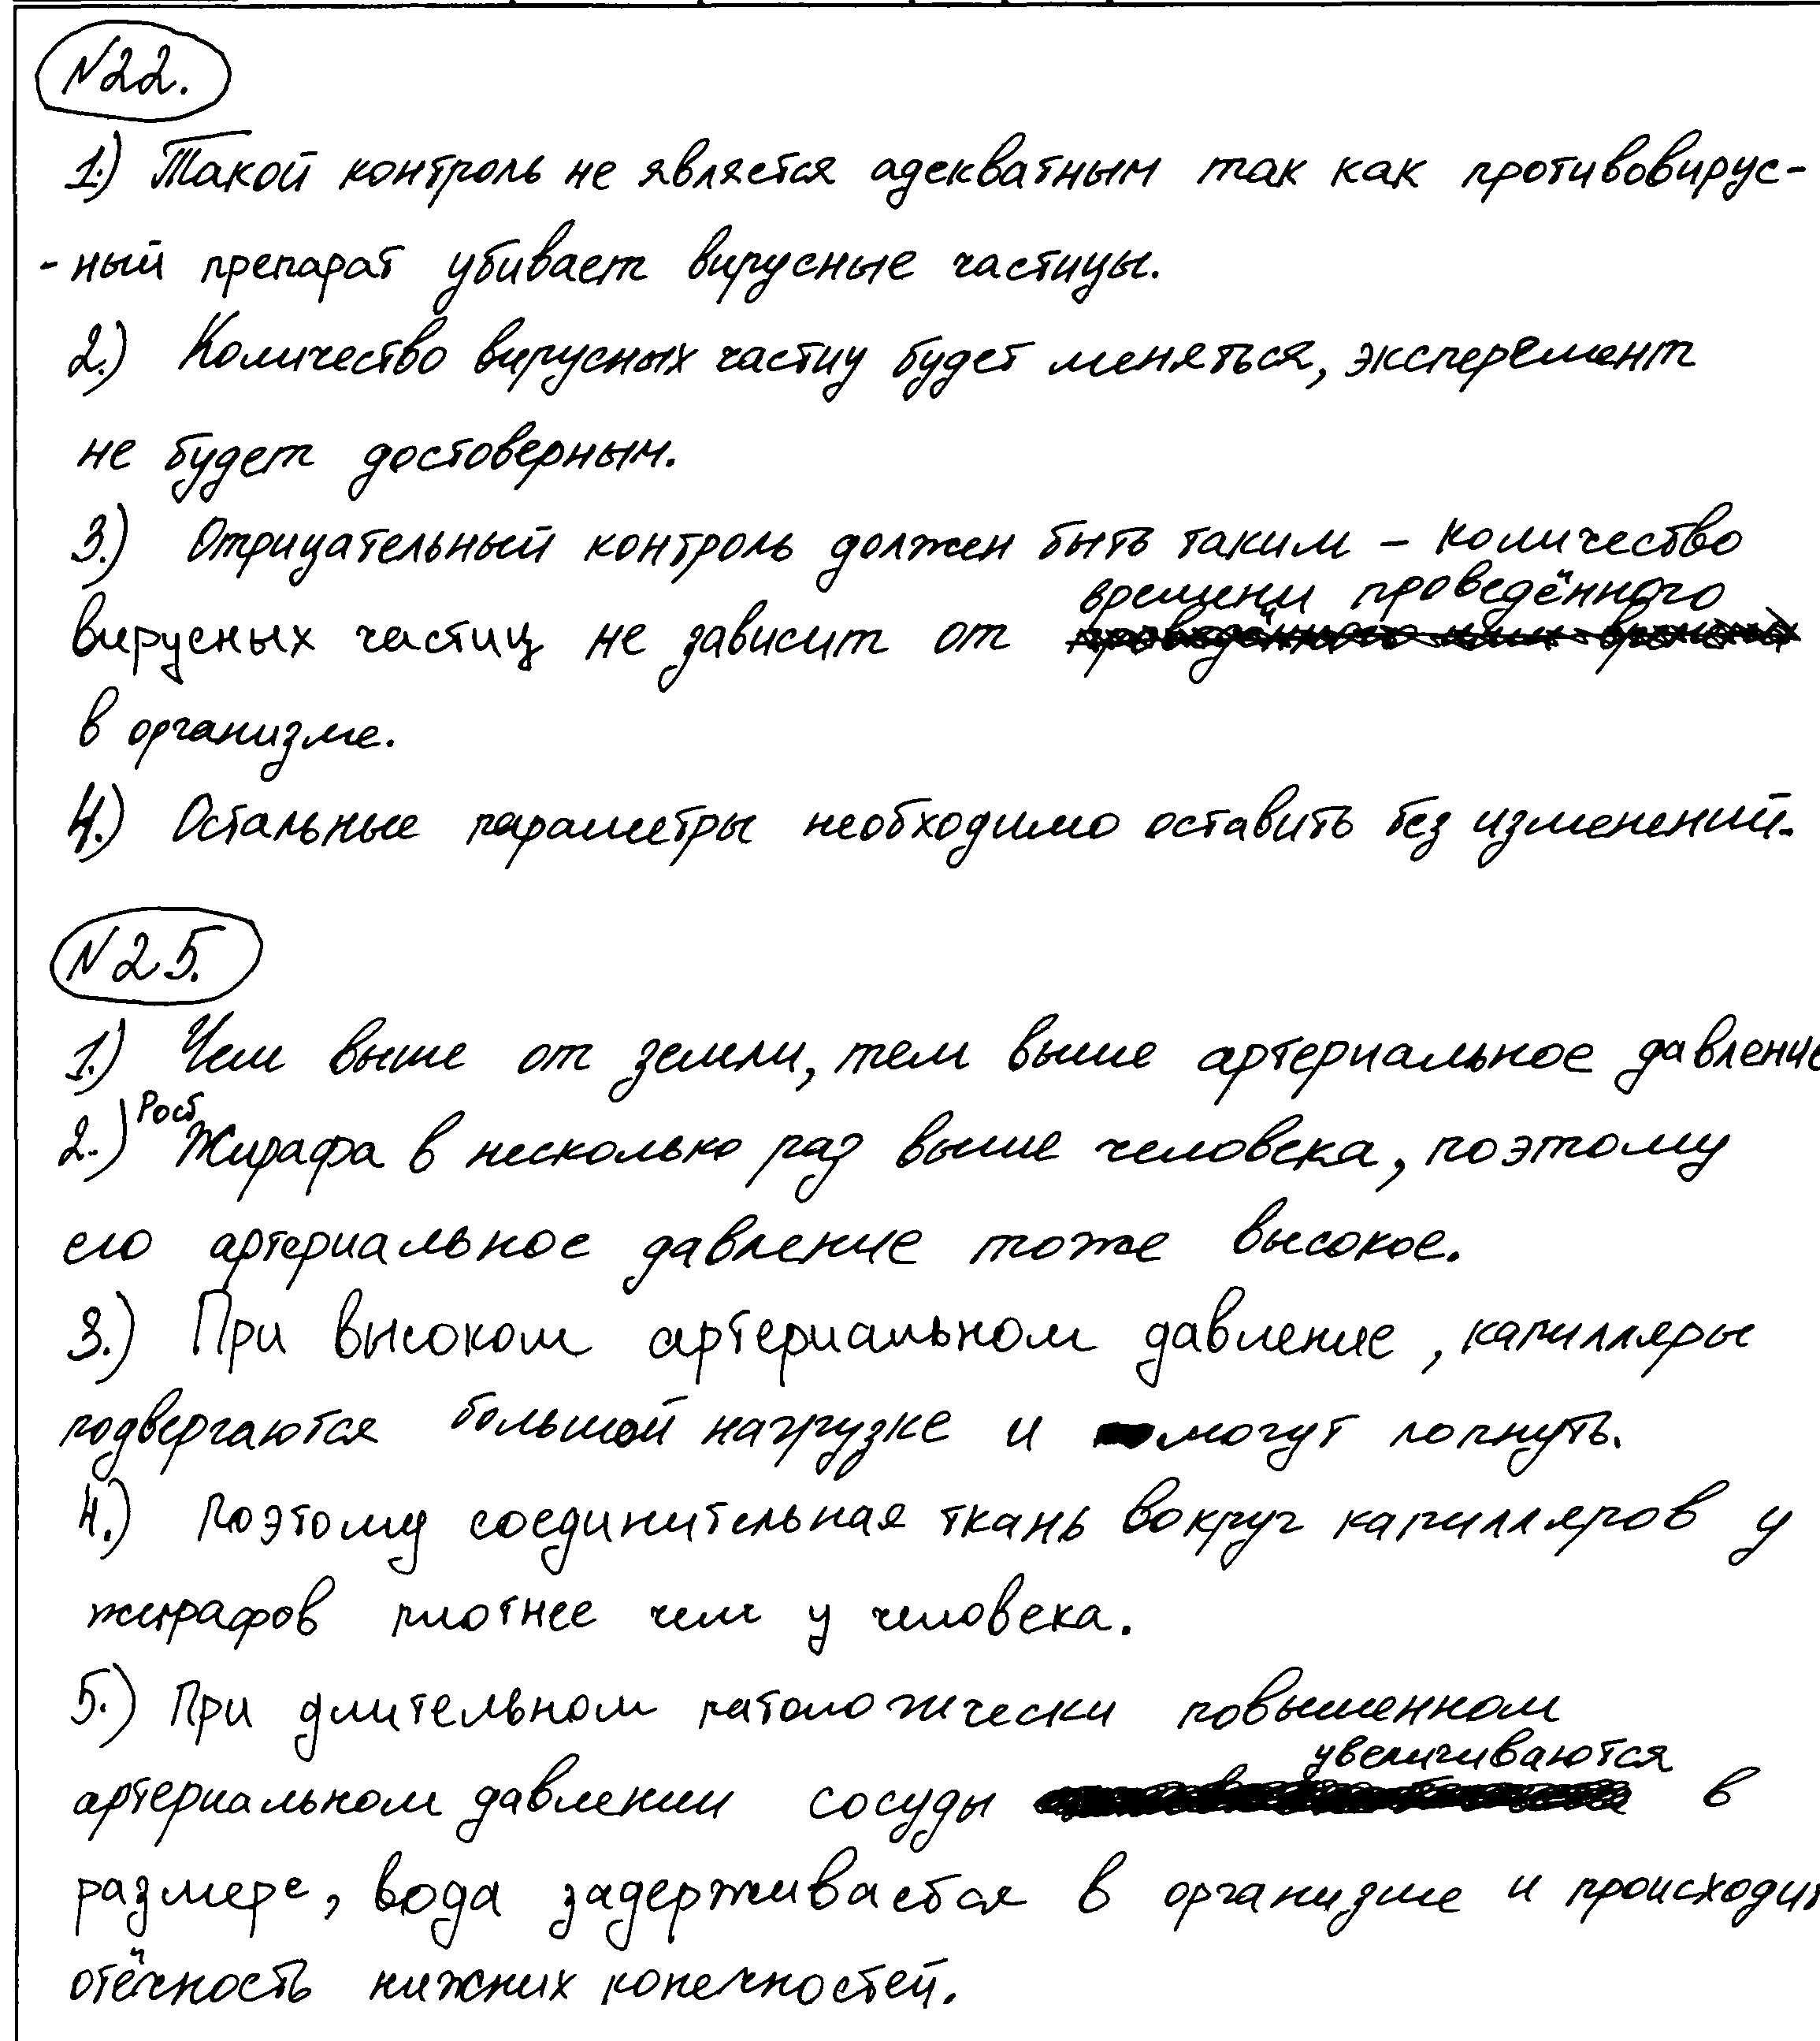 №22.
1.) Такой контроль не является адекватным так как противовирус-
-ный препарат убивает вирусные частицы.
2.) Количество вирусных частиц будет меняться, эксперемент
не будет достоверным.
3.) Отрицательный контроль должен быть таким – количество
времени проведённого
вирусных частиц не зависит от
в организме.
4.) Остальные параметры необходимо оставить без изменений.
№25.
1.) Чем выше от земли, тем выше артериальное давление
2.) Рост Жирафа в несколько раз выше человека, поэтому
его артериальное давление тоже высокое.
3.) При высоком артериальном давление, капилляры
подвергаются большой нагрузке и могут лопнуть.
4.) Поэтому соединительная ткань вокруг капилляров у
жирафов плотнее чем у человека.
5.) При длительном патологически повышенном
увеличиваются
артериальном давлении сосуды в
размере, вода задерживается в организме и происходит
отёчность нижних конечностей.